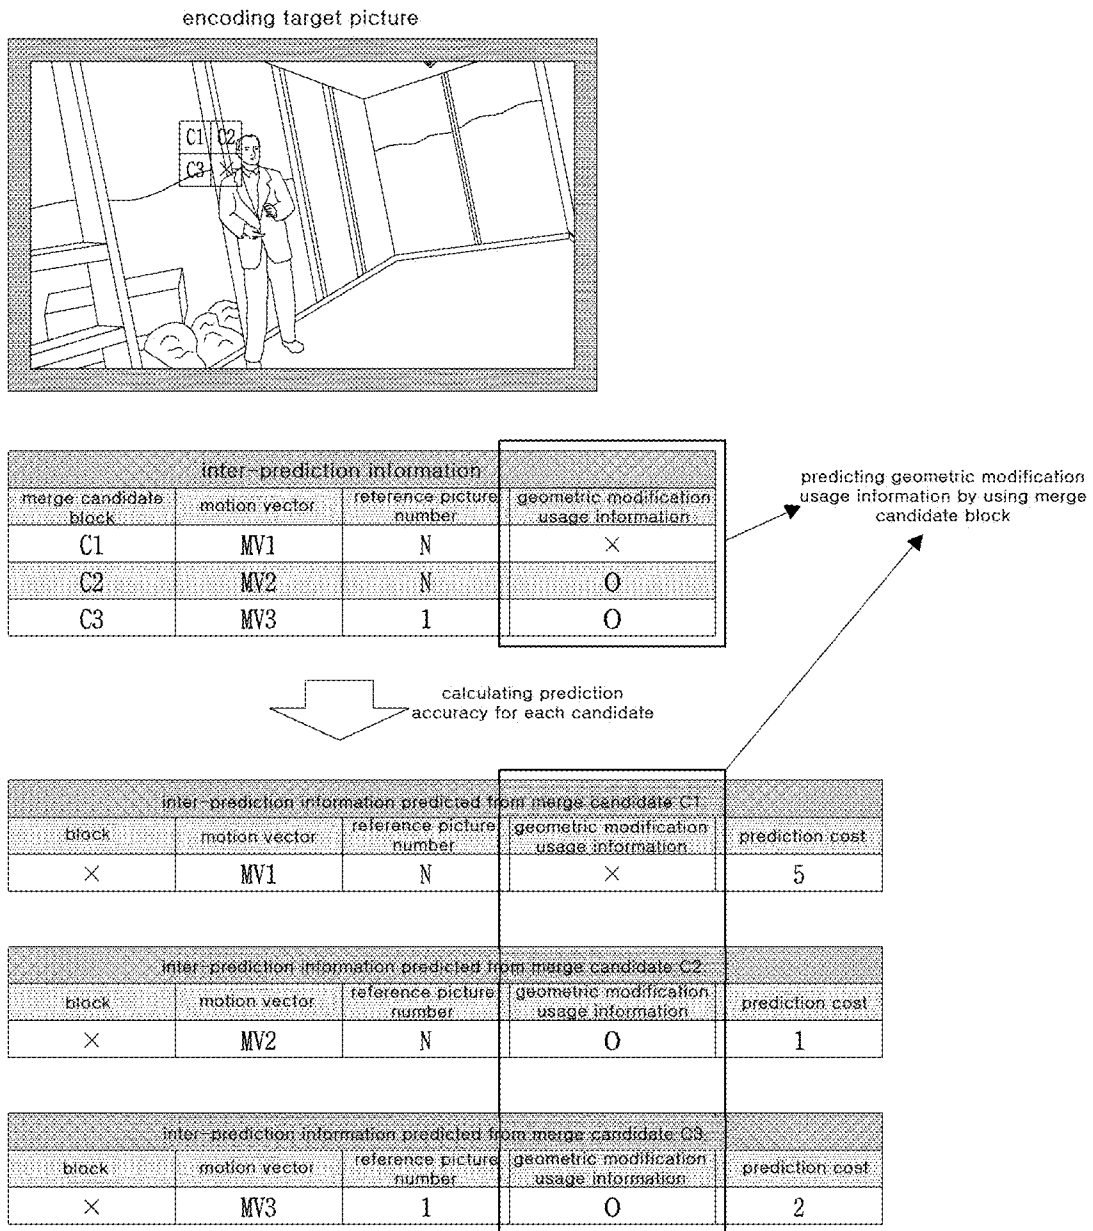 encoding target picture
C1 C2
C3 ×
inter-prediction information
merge candidate block motion vector reference picture number geometric modification usage information
C1 MV1 N ×
C2 MV2 N O
C3 MV3 1 O
predicting geometric modification
usage information by using merge
candidate block
calculating prediction
accuracy for each candidate
inter-prediction information predicted from merge candidate C1
block motion vector reference picture number geometric modification usage information prediction cost
× MV1 N × 5
inter-prediction information predicted from merge candidate C2
block motion vector reference picture number geometric modification usage information prediction cost
× MV2 N O 1
inter-prediction information predicted from merge candidate C3
block motion vector reference picture number geometric modification usage information prediction cost
× MV3 1 O 2